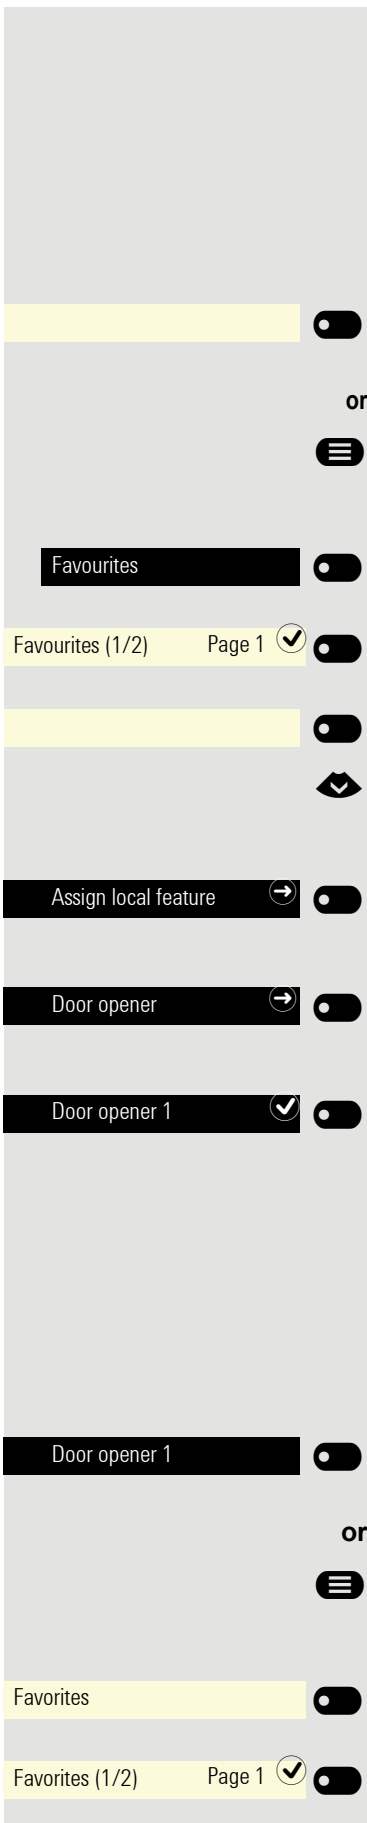 or
Favourites
Favourites (1/2) Page 1
Assign local feature
Door opener
Door opener 1
Door opener 1
or
Favorites
Favorites (1/2) Page 1